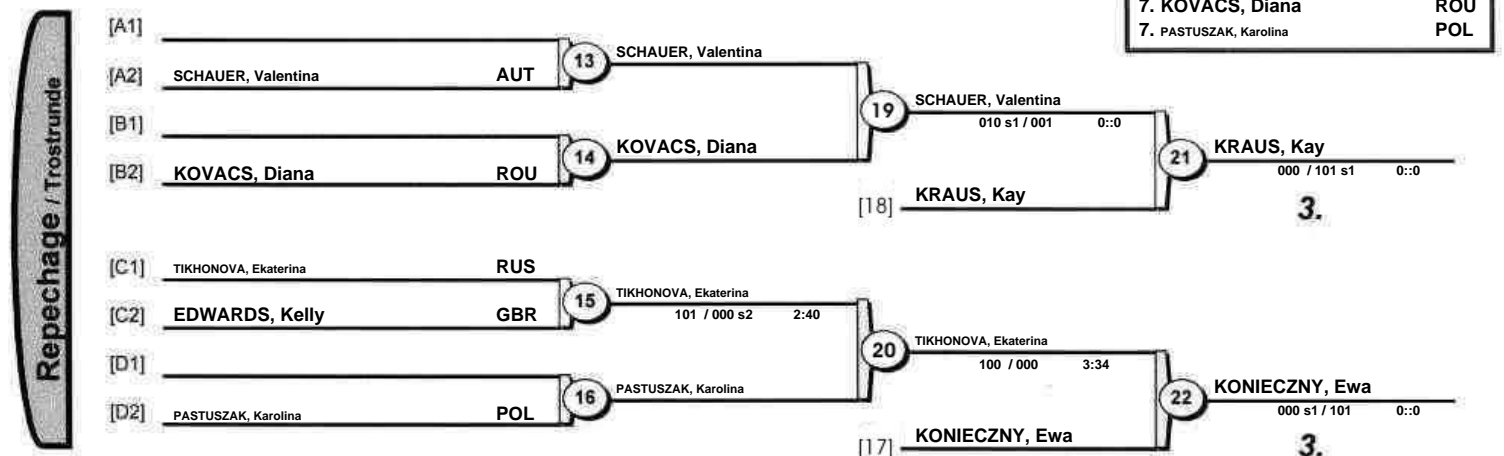 7. KOVACS, Diana ROU
7. PASTUSZAK, Karolina POL
Repechage / Trostrunde
[A1]
[A2] SCHAUER, Valentina AUT
13 SCHAUER, Valentina
[B1]
[B2] KOVACS, Diana ROU
14 KOVACS, Diana
19 SCHAUER, Valentina
010 s1 / 001 0::0
[18] KRAUS, Kay
21 KRAUS, Kay
000 / 101 s1 0::0
3.
[C1] TIKHONOVA, Ekaterina RUS
[C2] EDWARDS, Kelly GBR
15 TIKHONOVA, Ekaterina
101 / 000 s2 2:40
[D1]
[D2] PASTUSZAK, Karolina POL
16 PASTUSZAK, Karolina
20 TIKHONOVA, Ekaterina
100 / 000 3:34
[17] KONIECZNY, Ewa
22 KONIECZNY, Ewa
000 s1 / 101 0::0
3.